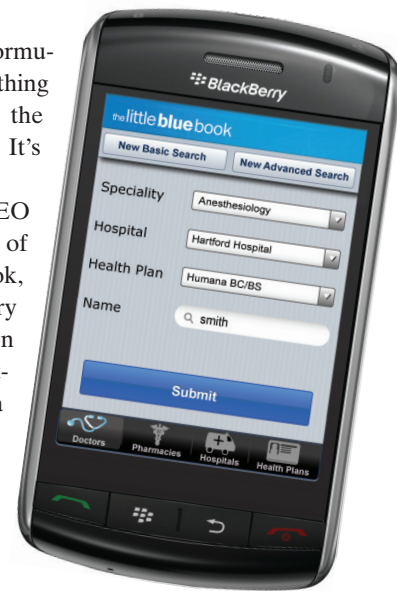 ormu-
thing
the
It's
EO
of
ok,
ry
n
-
a
BlackBerry
the little blue book
New Basic Search
New Advanced Search
Speciality
Anesthesiology
Hospital
Hartford Hospital
Health Plan
Humana BC/BS
Name
smith
Submit
Doctors
Pharmacies
Hospitals
Health Plans